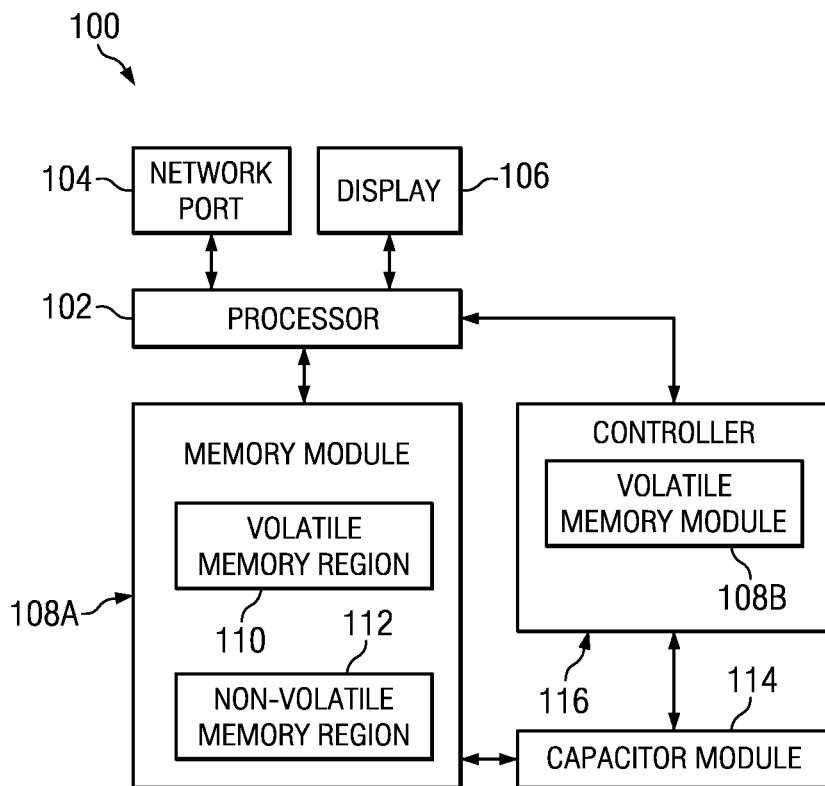 100
104
NETWORK
PORT
DISPLAY
106
102
PROCESSOR
MEMORY MODULE
VOLATILE
MEMORY REGION
108A
110
112
NON-VOLATILE
MEMORY REGION
CONTROLLER
VOLATILE
MEMORY MODULE
108B
116
114
CAPACITOR MODULE